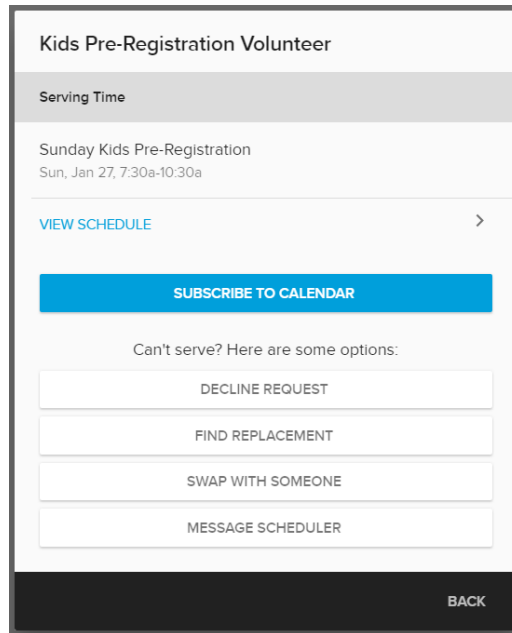 Kids Pre-Registration Volunteer
Serving Time
Sunday Kids Pre-Registration
Sun, Jan 27, 7:30a-10:30a
VIEW SCHEDULE
SUBSCRIBE TO CALENDAR
Can't serve? Here are some options:
DECLINE REQUEST
FIND REPLACEMENT
SWAP WITH SOMEONE
MESSAGE SCHEDULER
BACK